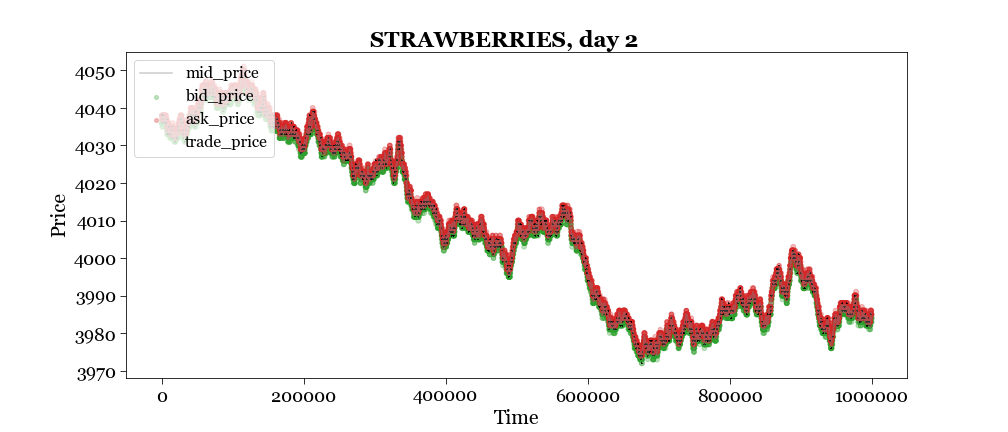 STRAWBERRIES, day 2
4050
4040
4030
4020
4010
4000
3990
3980
3970
Price
mid_price
bid_price
ask_price
trade_price
0
200000
400000
600000
800000
1000000
Time